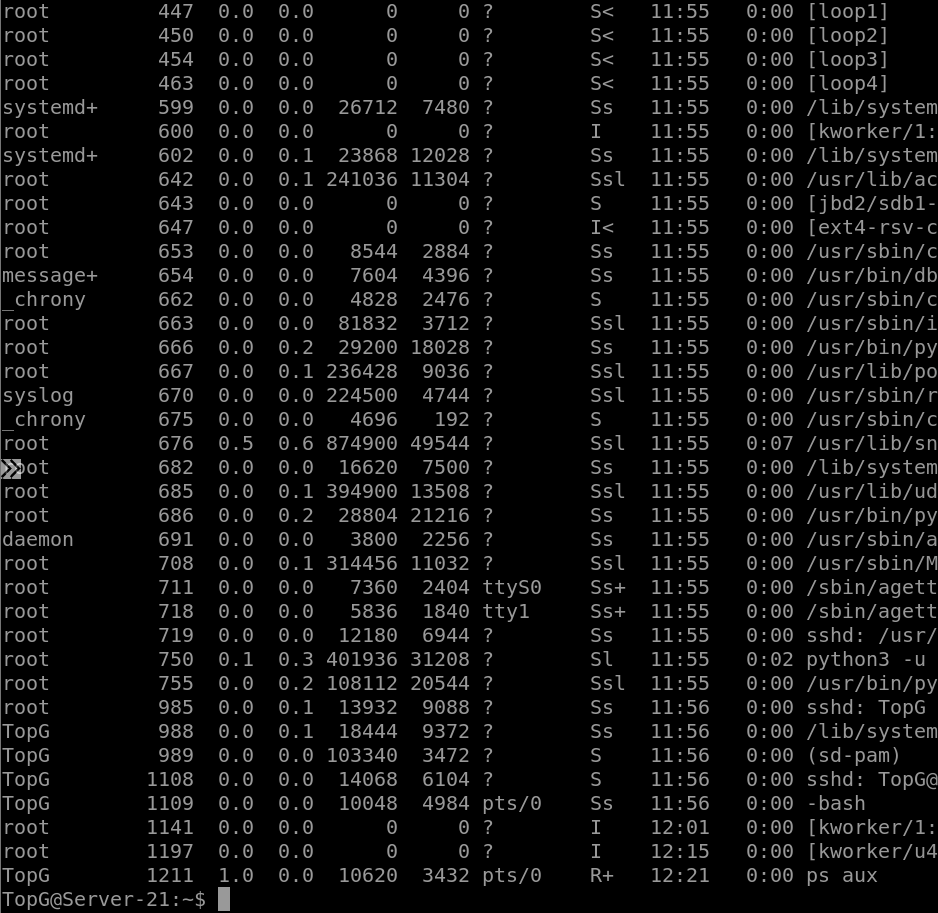 root 447 0.0 0.0 0 0 ? S< 11:55 0:00 [loop1]
root 450 0.0 0.0 0 0 ? S< 11:55 0:00 [loop2]
root 454 0.0 0.0 0 0 ? S< 11:55 0:00 [loop3]
root 463 0.0 0.0 0 0 ? S< 11:55 0:00 [loop4]
systemd+ 599 0.0 0.0 26712 7480 ? Ss 11:55 0:00 /lib/system
root 600 0.0 0.0 0 0 ? I 11:55 0:00 [kworker/1:
systemd+ 602 0.0 0.1 23868 12028 ? Ss 11:55 0:00 /lib/system
root 642 0.0 0.1 241036 11304 ? Ssl 11:55 0:00 /usr/lib/ac
root 643 0.0 0.0 0 0 ? S 11:55 0:00 [jbd2/sdb1-
root 647 0.0 0.0 0 0 ? I< 11:55 0:00 [ext4-rsv-c
root 653 0.0 0.0 8544 2884 ? Ss 11:55 0:00 /usr/sbin/c
message+ 654 0.0 0.0 7604 4396 ? Ss 11:55 0:00 /usr/bin/db
_chrony 662 0.0 0.0 4828 2476 ? S 11:55 0:00 /usr/sbin/c
root 663 0.0 0.0 81832 3712 ? Ssl 11:55 0:00 /usr/sbin/i
root 666 0.0 0.2 29200 18028 ? Ss 11:55 0:00 /usr/bin/py
root 667 0.0 0.1 236428 9036 ? Ssl 11:55 0:00 /usr/lib/po
syslog 670 0.0 0.0 224500 4744 ? Ssl 11:55 0:00 /usr/sbin/r
_chrony 675 0.0 0.0 4696 192 ? S 11:55 0:00 /usr/sbin/c
root 676 0.5 0.6 874900 49544 ? Ssl 11:55 0:07 /usr/lib/sn
root 682 0.0 0.0 16620 7500 ? Ss 11:55 0:00 /lib/system
root 685 0.0 0.1 394900 13508 ? Ssl 11:55 0:00 /usr/lib/ud
root 686 0.0 0.2 28804 21216 ? Ss 11:55 0:00 /usr/bin/py
daemon 691 0.0 0.0 3800 2256 ? Ss 11:55 0:00 /usr/sbin/a
root 708 0.0 0.1 314456 11032 ? Ssl 11:55 0:00 /usr/sbin/M
root 711 0.0 0.0 7360 2404 ttyS0 Ss+ 11:55 0:00 /sbin/agett
root 718 0.0 0.0 5836 1840 tty1 Ss+ 11:55 0:00 /sbin/agett
root 719 0.0 0.0 12180 6944 ? Ss 11:55 0:00 sshd: /usr/
root 750 0.1 0.3 401936 31208 ? Sl 11:55 0:02 python3 -u
root 755 0.0 0.2 108112 20544 ? Ssl 11:55 0:00 /usr/bin/py
root 985 0.0 0.1 13932 9088 ? Ss 11:56 0:00 sshd: TopG
TopG 988 0.0 0.1 18444 9372 ? Ss 11:56 0:00 /lib/system
TopG 989 0.0 0.0 103340 3472 ? S 11:56 0:00 (sd-pam)
TopG 1108 0.0 0.0 14068 6104 ? S 11:56 0:00 sshd: TopG@
TopG 1109 0.0 0.0 10048 4984 pts/0 Ss 11:56 0:00 -bash
root 1141 0.0 0.0 0 0 ? I 12:01 0:00 [kworker/1:
root 1197 0.0 0.0 0 0 ? I 12:15 0:00 [kworker/u4
TopG 1211 1.0 0.0 10620 3432 pts/0 R+ 12:21 0:00 ps aux
TopG@Server-21:~$